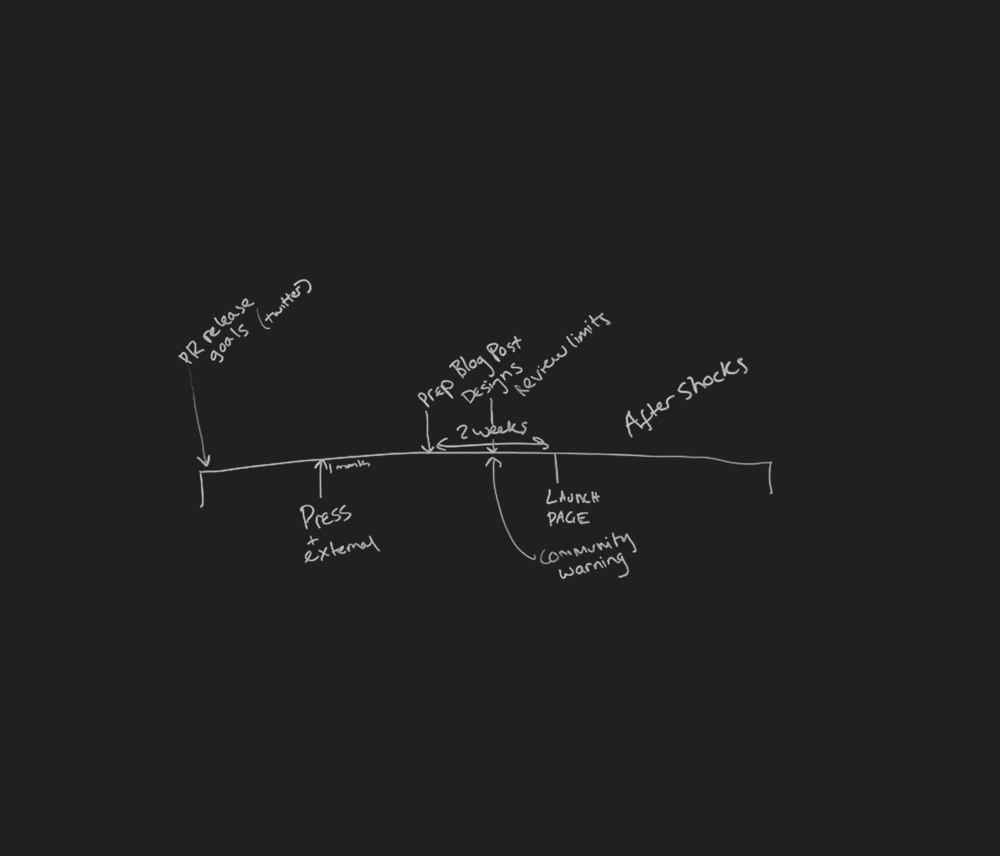 PR release
goals (twitter)
Prep Blog Post
Designs
Review limits
2 weeks
After Shocks
1 month
Press
+
external
LAUNCH
PAGE
Community
warning